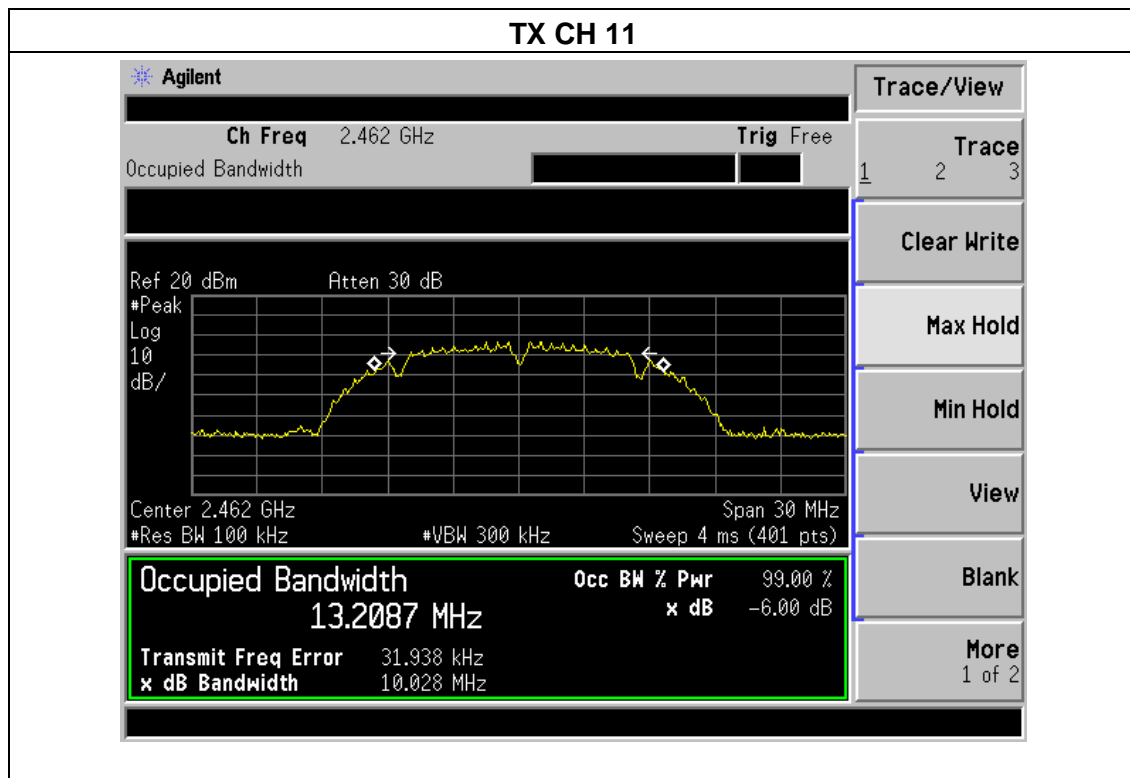 TX CH 11
Agilent
Trace/View
Ch Freq 2.462 GHz Trig Free
Occupied Bandwidth
Trace
1 2 3
Clear Write
Ref 20 dBm Atten 30 dB
#Peak
Log
10
dB/
Max Hold
Min Hold
View
Center 2.462 GHz Span 30 MHz
#Res BW 100 kHz #VBW 300 kHz Sweep 4 ms (401 pts)
Occupied Bandwidth Occ BW % Pwr 99.00 %
13.2087 MHz x dB -6.00 dB
Blank
Transmit Freq Error 31.938 kHz
x dB Bandwidth 10.028 MHz
More
1 of 2